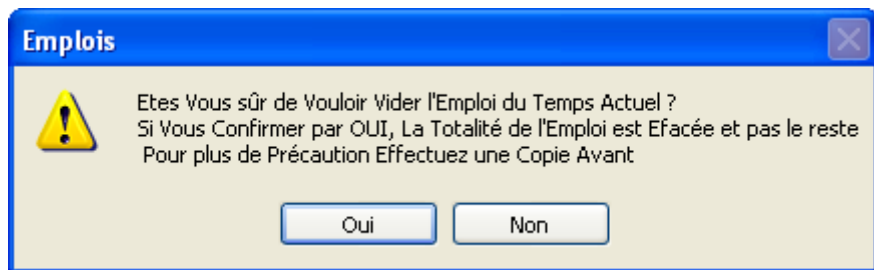 Emplois
Etes Vous sûr de Vouloir Vider l'Emploi du Temps Actuel ?
Si Vous Confirmer par OUI, La Totalité de l'Emploi est Efacée et pas le reste
Pour plus de Précaution Effectuez une Copie Avant
Oui
Non